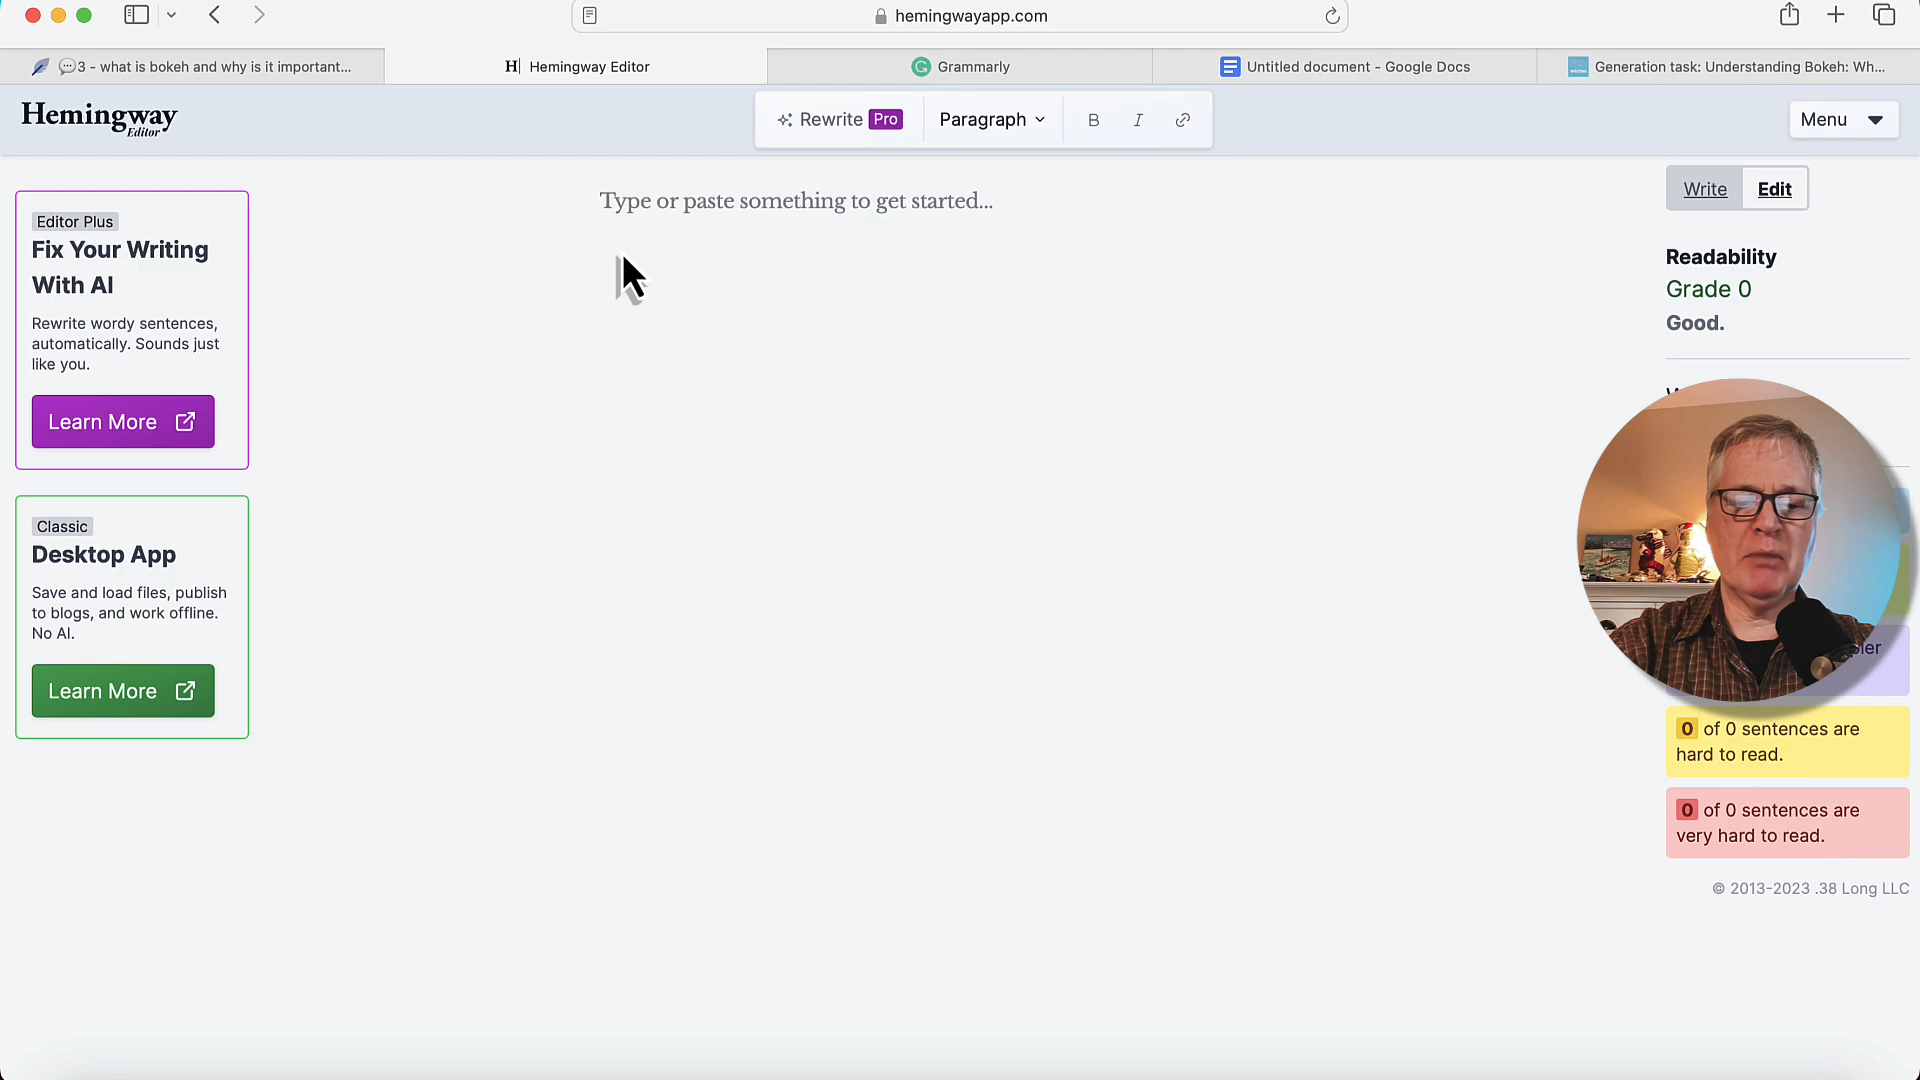 hemingwayapp.com
3 - what is bokeh and why is it important...
Hemingway Editor
Grammarly
Untitled document - Google Docs
Generation task: Understanding Bokeh: Wh...
Hemingway
Editor
Rewrite Pro
Paragraph
B
I
Menu
Type or paste something to get started...
Write
Edit
Editor Plus
Fix Your Writing
With AI
Rewrite wordy sentences,
automatically. Sounds just
like you.
Learn More
Classic
Desktop App
Save and load files, publish
to blogs, and work offline.
No AI.
Learn More
Readability
Grade 0
Good.
0 of 0 sentences are
hard to read.
0 of 0 sentences are
very hard to read.
© 2013-2023 .38 Long LLC